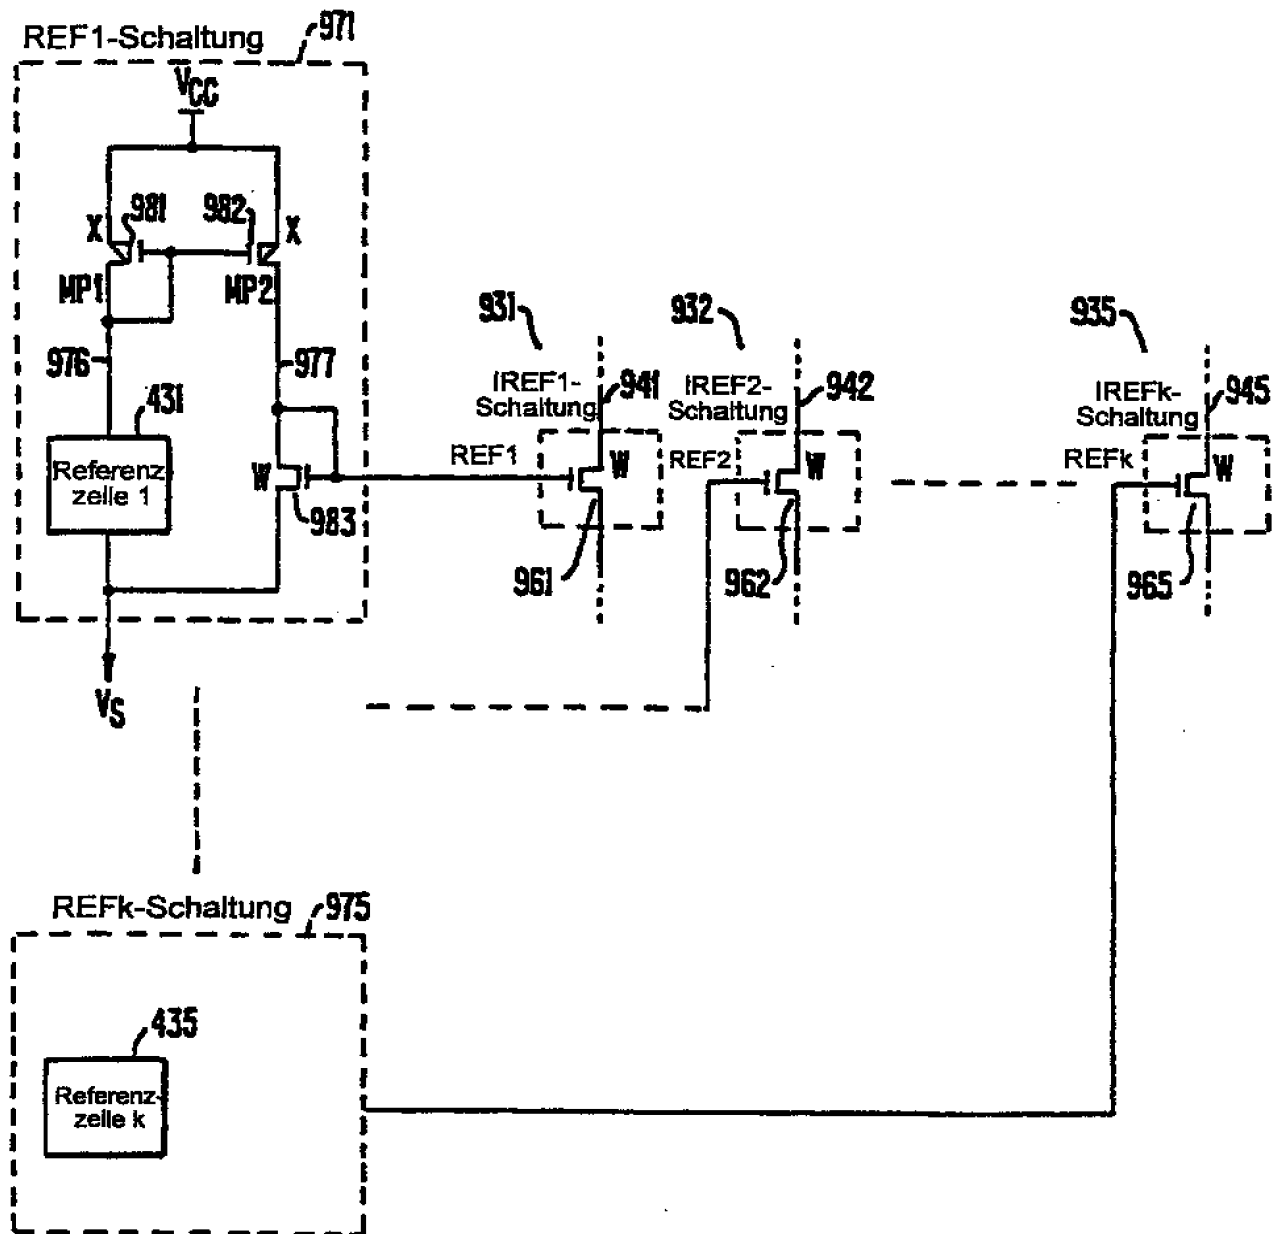 971
REF1-Schaltung
VCC
X 981 982 X
MP1 MP2
976 977
431
Referenz-
zelle 1
W
983
VS
931
IREF1-
Schaltung
941
REF1
W
961
932
IREF2-
Schaltung
942
REF2
W
962
935
IREFk-
Schaltung
945
REFk
W
965
REFk-Schaltung 975
435
Referenz-
zelle k